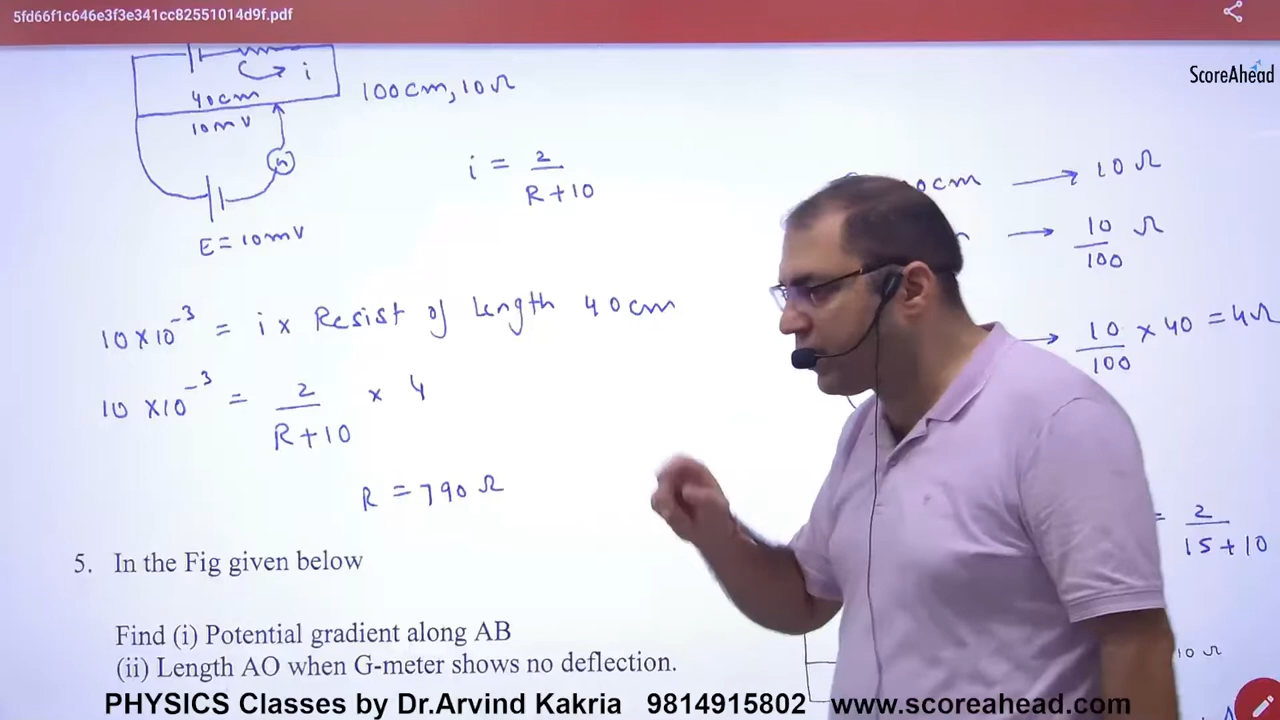 5fd66f1c646e3f3e341cc82551014d9f.pdf
ScoreAhead
i
40cm
10mV
100cm, 10Ω
G
E = 10mV
i = 2 / R+10
0cm → 10 Ω
→ 10/100 Ω
→ 10/100 × 40 = 4Ω
10×10⁻³ = i × Resist of length 40cm
10×10⁻³ = 2/R+10 × 4
R = 790 Ω
= 2/15+10
5. In the Fig given below
Find (i) Potential gradient along AB
(ii) Length AO when G-meter shows no deflection.
PHYSICS Classes by Dr.Arvind Kakria 9814915802 www.scoreahead.com